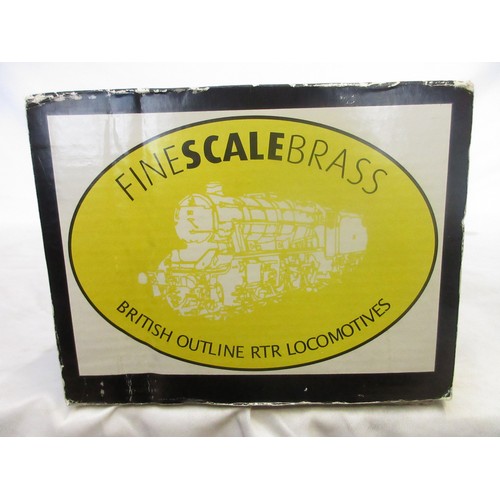 FINESCALEBRASS
BRITISH OUTLINE RTR LOCOMOTIVES